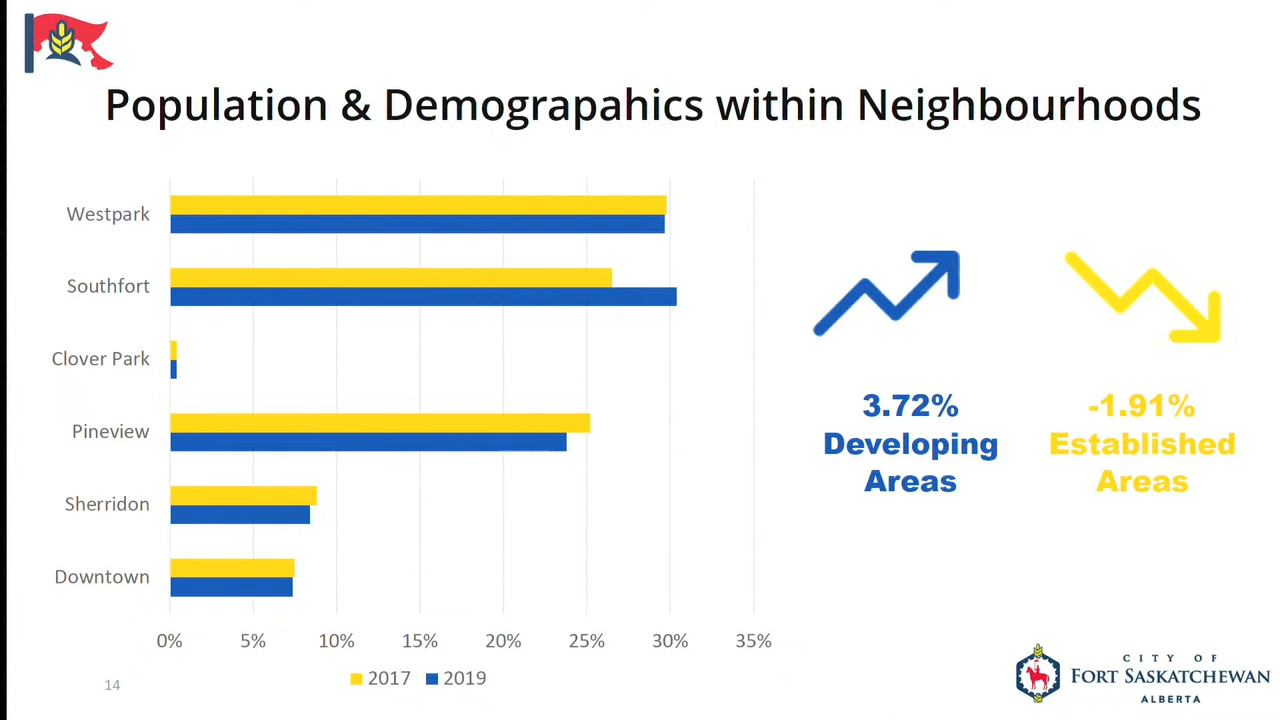 Population & Demograpahics within Neighbourhoods
Westpark
Southfort
Clover Park
Pineview
Sherridon
Downtown
0% 5% 10% 15% 20% 25% 30% 35%
2017 2019
3.72%
Developing
Areas
-1.91%
Established
Areas
14
CITY OF
FORT SASKATCHEWAN
ALBERTA